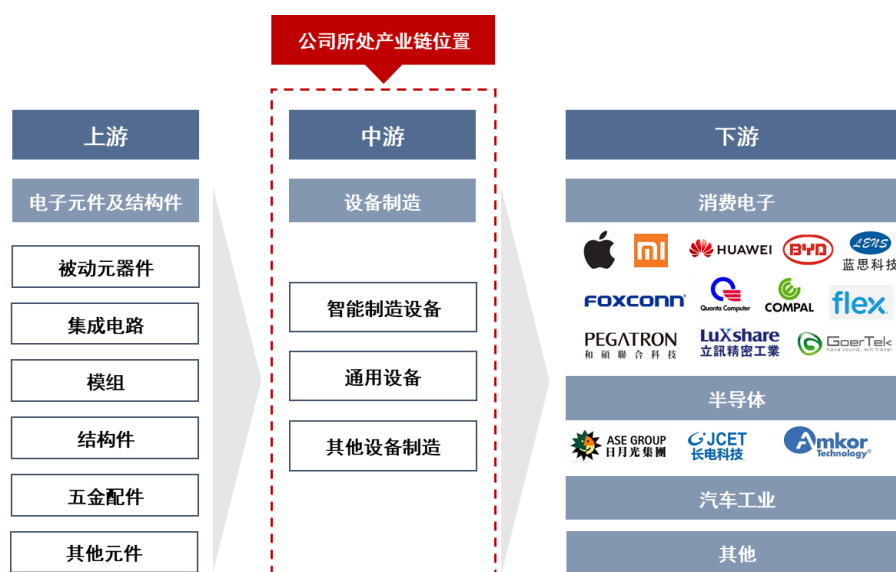 公司所处产业链位置
上游
中游
下游
电子元件及结构件
设备制造
消费电子
被动元器件
集成电路
模组
结构件
五金配件
其他元件
智能制造设备
通用设备
其他设备制造
mi
HUAWEI
BYD
LENS
蓝思科技
FOXCONN
Quanta Computer
COMPAL
flex
PEGATRON
和碩聯合科技
LUXshare
立訊精密工業
GoerTek
have sound, will travel
半导体
ASE GROUP
日月光集團
JCET
长电科技
Amkor
Technology®
汽车工业
其他